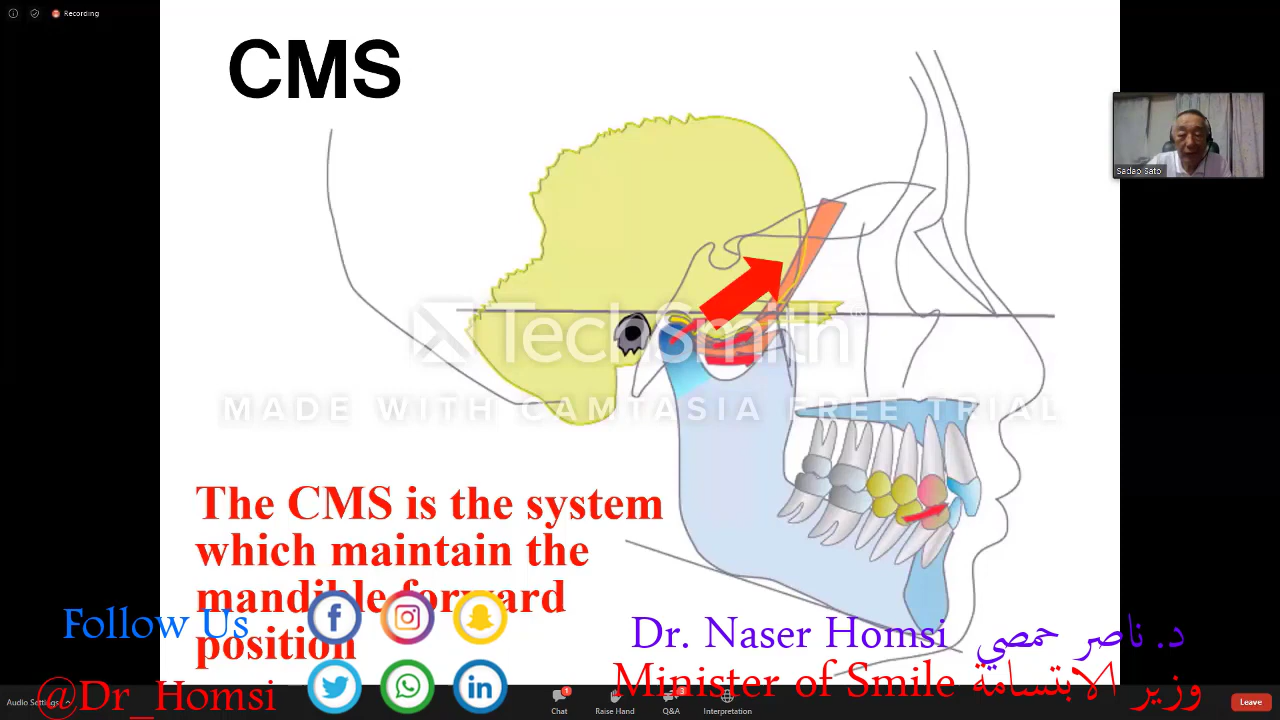 Recording
CMS
Sadao Sato
TechSmith
MADE WITH CAMTASIA FREE TRIAL
The CMS is the system
which maintain the
mandible forward
position
Follow Us
@Dr_Homsi
Dr. Naser Homsi د. ناصر حمصي
Minister of Smile وزير الابتسامة
Audio Settings
Chat
1
Raise Hand
Q&A
3
Interpretation
Leave